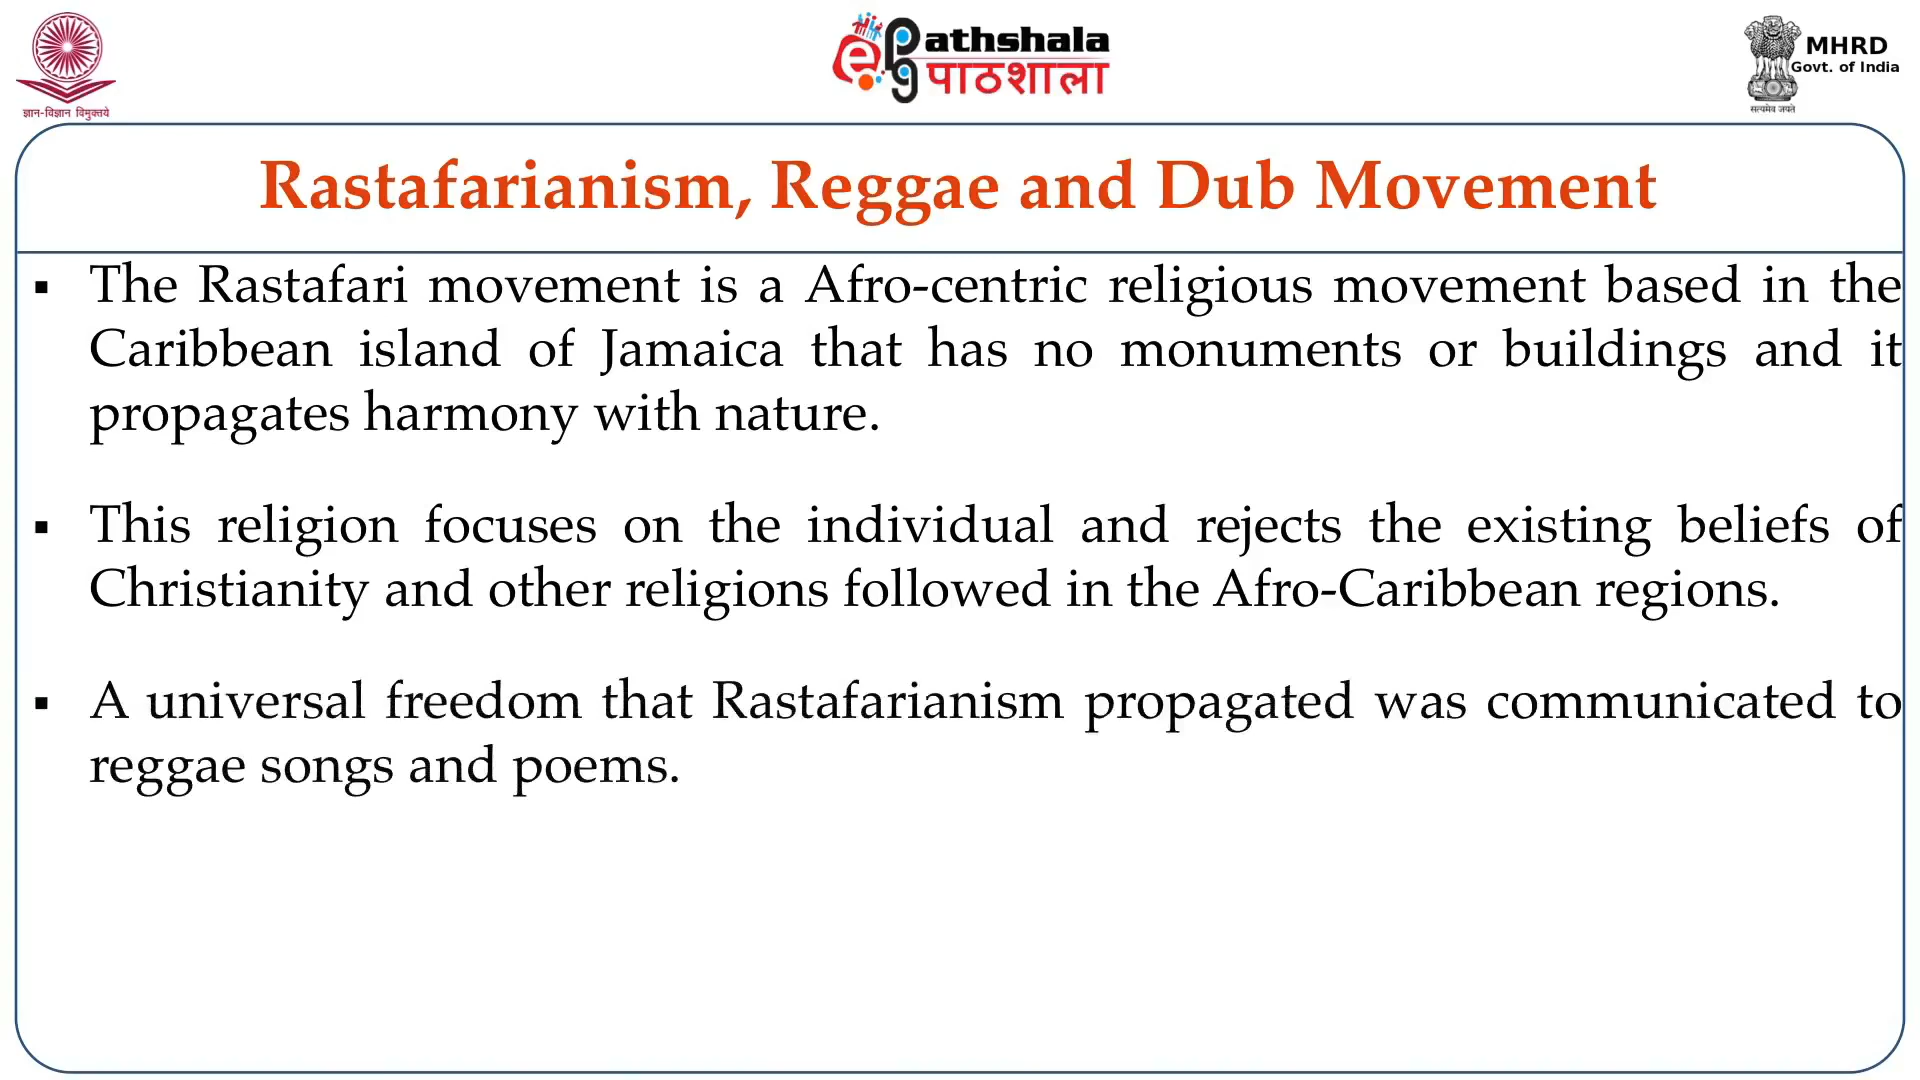 ज्ञान-विज्ञान विमुक्तये
ePG Pathshala
पाठशाला
MHRD
Govt. of India
सत्यमेव जयते
Rastafarianism, Reggae and Dub Movement
▪ The Rastafari movement is a Afro-centric religious movement based in the
Caribbean island of Jamaica that has no monuments or buildings and it
propagates harmony with nature.
▪ This religion focuses on the individual and rejects the existing beliefs of
Christianity and other religions followed in the Afro-Caribbean regions.
▪ A universal freedom that Rastafarianism propagated was communicated to
reggae songs and poems.